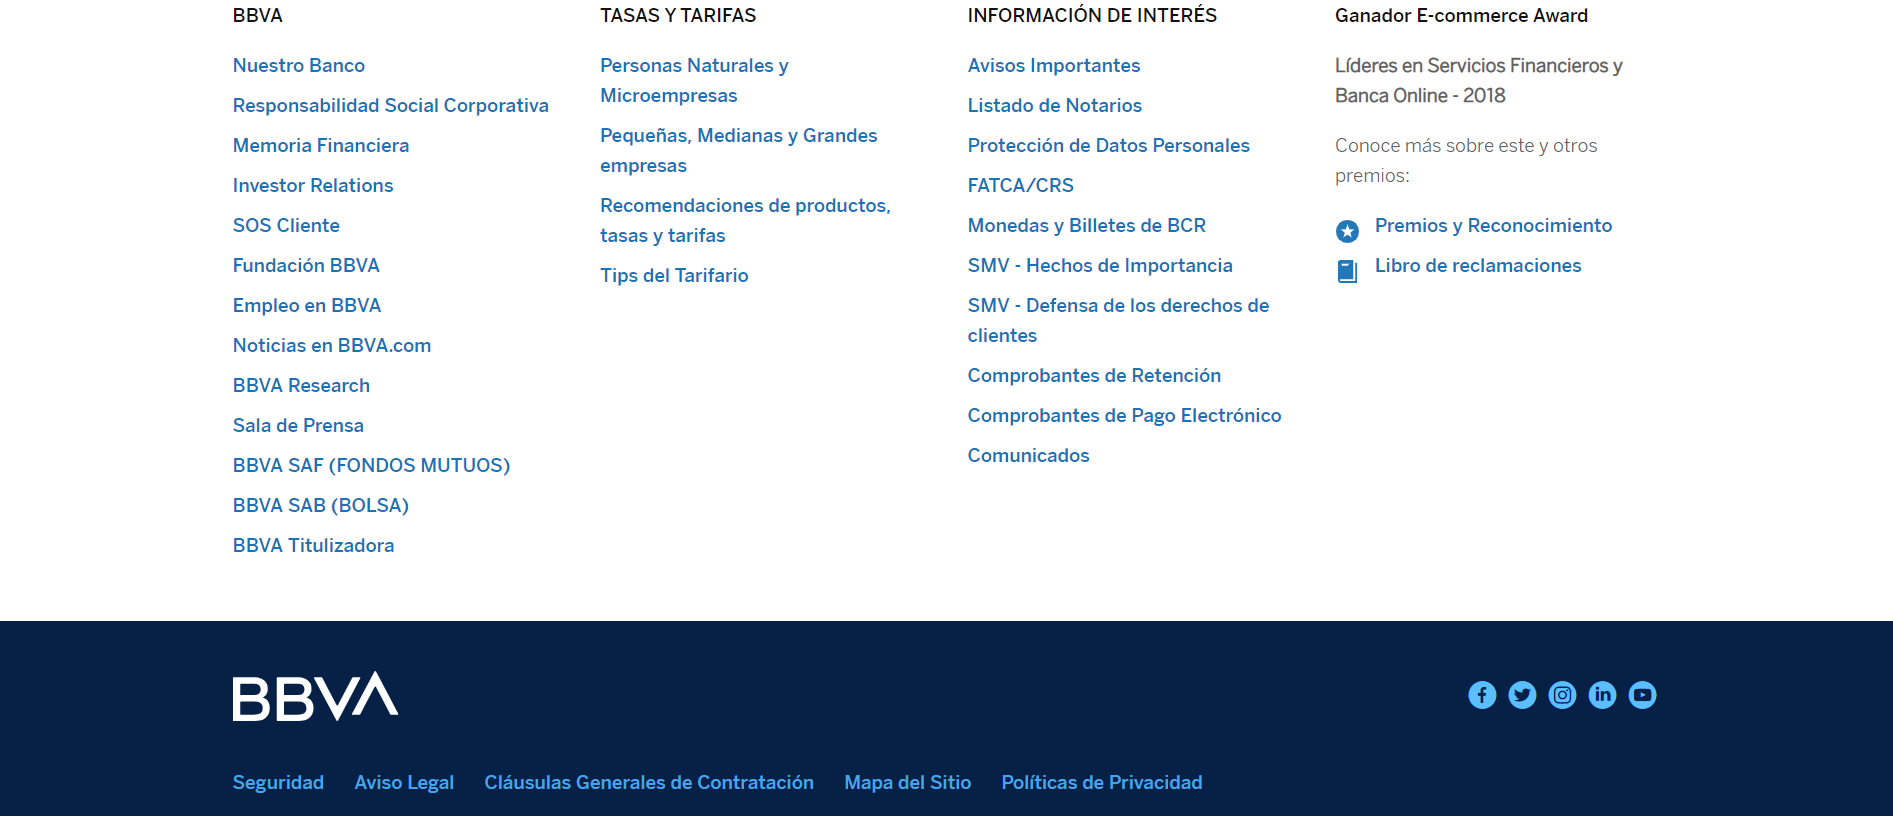 BBVA
Nuestro Banco
Responsabilidad Social Corporativa
Memoria Financiera
Investor Relations
SOS Cliente
Fundación BBVA
Empleo en BBVA
Noticias en BBVA.com
BBVA Research
Sala de Prensa
BBVA SAF (FONDOS MUTUOS)
BBVA SAB (BOLSA)
BBVA Titulizadora
TASAS Y TARIFAS
Personas Naturales y
Microempresas
Pequeñas, Medianas y Grandes
empresas
Recomendaciones de productos,
tasas y tarifas
Tips del Tarifario
INFORMACIÓN DE INTERÉS
Avisos Importantes
Listado de Notarios
Protección de Datos Personales
FATCA/CRS
Monedas y Billetes de BCR
SMV - Hechos de Importancia
SMV - Defensa de los derechos de
clientes
Comprobantes de Retención
Comprobantes de Pago Electrónico
Comunicados
Ganador E-commerce Award
Líderes en Servicios Financieros y
Banca Online - 2018
Conoce más sobre este y otros
premios:
Premios y Reconocimiento
Libro de reclamaciones
BBVA
Seguridad Aviso Legal Cláusulas Generales de Contratación Mapa del Sitio Políticas de Privacidad